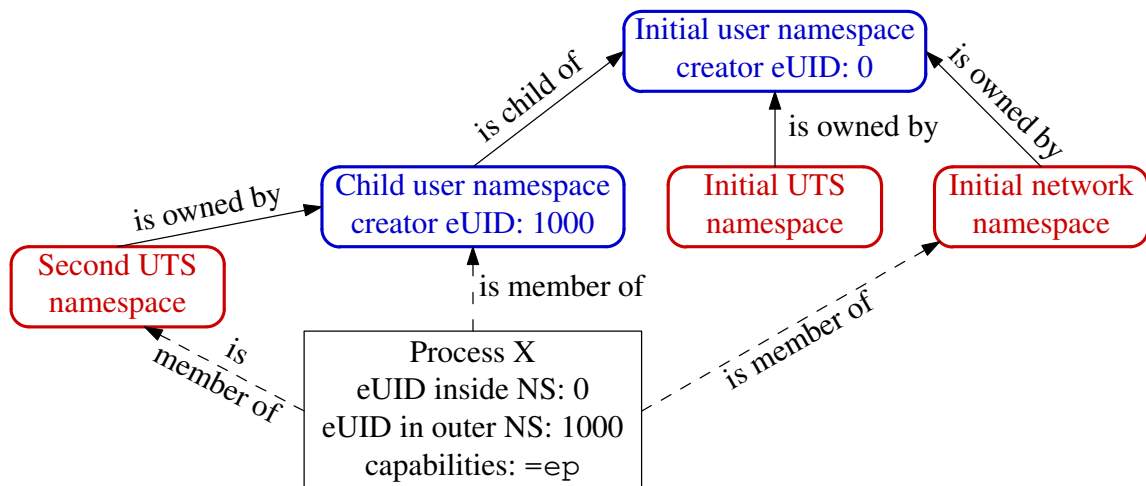 Initial user namespace
creator eUID: 0
is child of
is owned by
is owned by
Child user namespace
creator eUID: 1000
Initial UTS
namespace
Initial network
namespace
is owned by
Second UTS
namespace
is member of
is
member of
is member of
Process X
eUID inside NS: 0
eUID in outer NS: 1000
capabilities: =ep